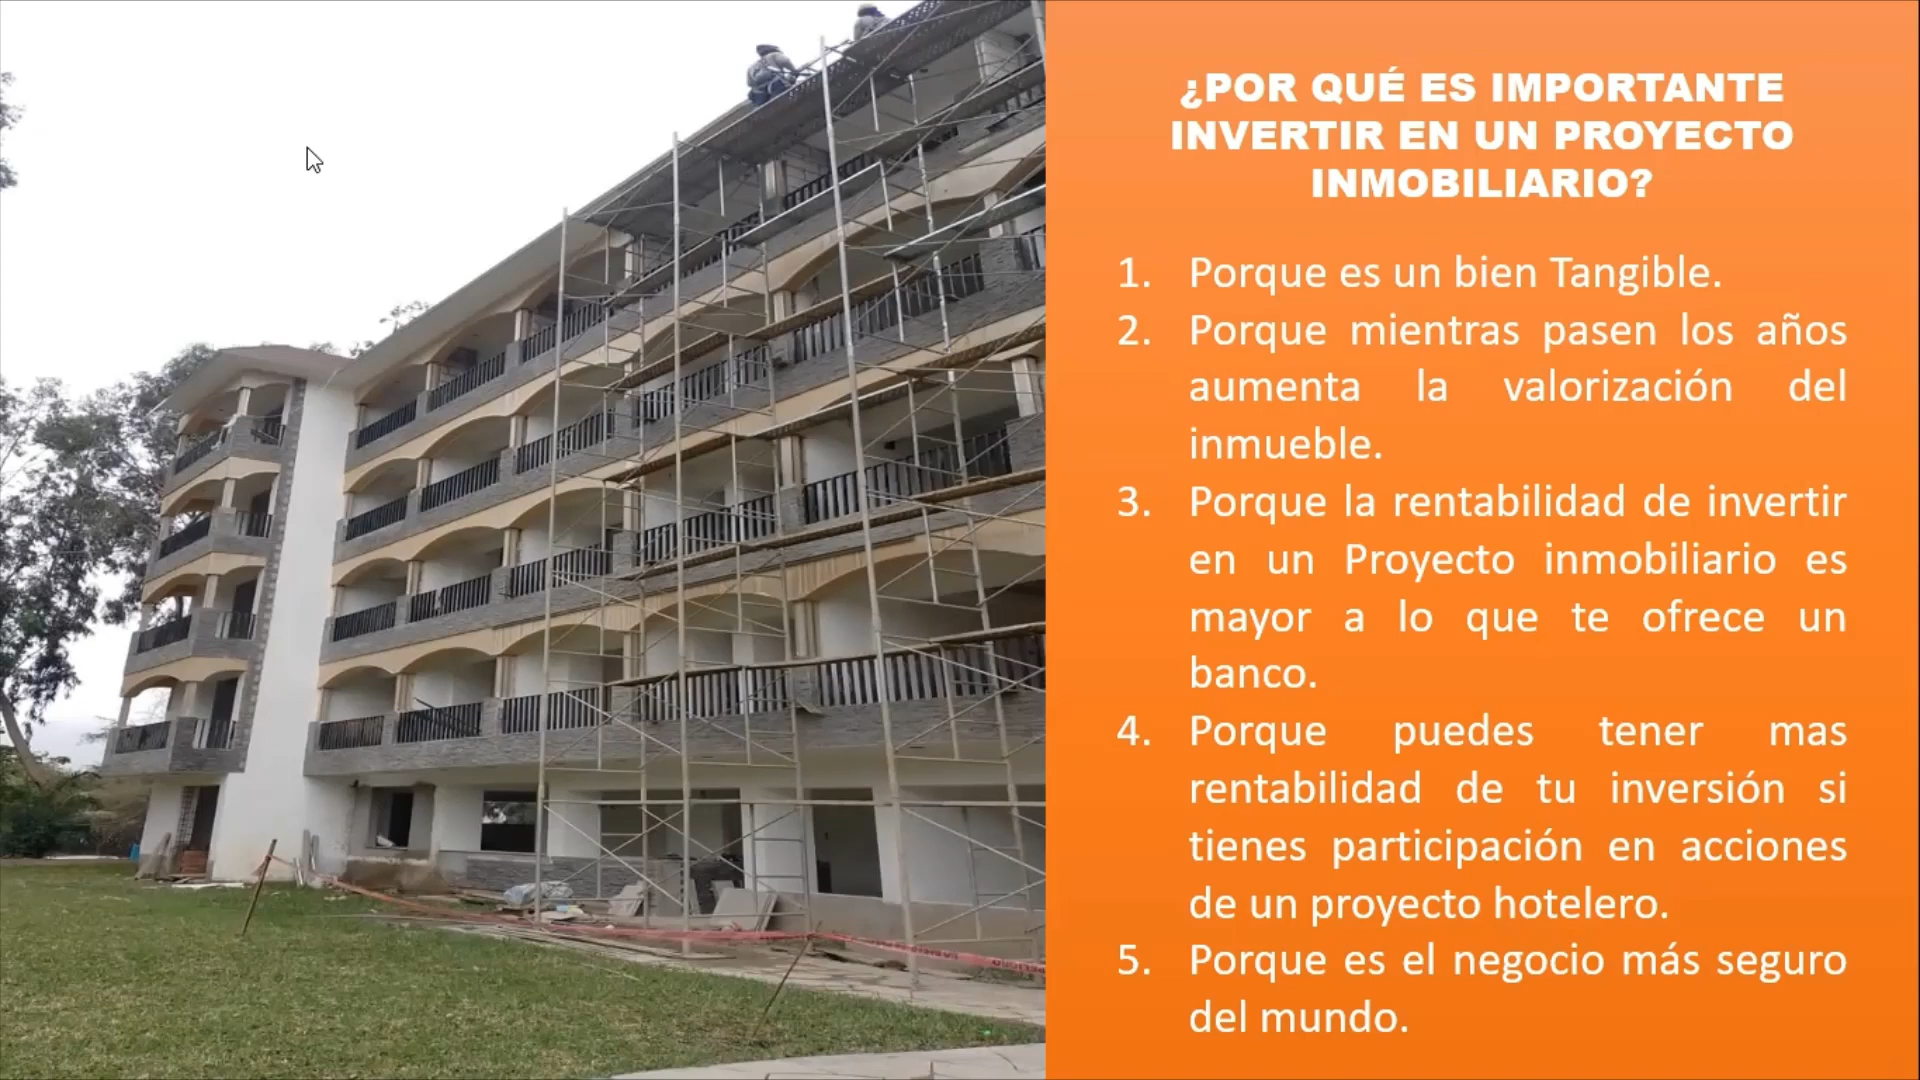 ¿POR QUÉ ES IMPORTANTE
INVERTIR EN UN PROYECTO
INMOBILIARIO?
1. Porque es un bien Tangible.
2. Porque mientras pasen los años
aumenta la valorización del
inmueble.
3. Porque la rentabilidad de invertir
en un Proyecto inmobiliario es
mayor a lo que te ofrece un
banco.
4. Porque puedes tener mas
rentabilidad de tu inversión si
tienes participación en acciones
de un proyecto hotelero.
5. Porque es el negocio más seguro
del mundo.